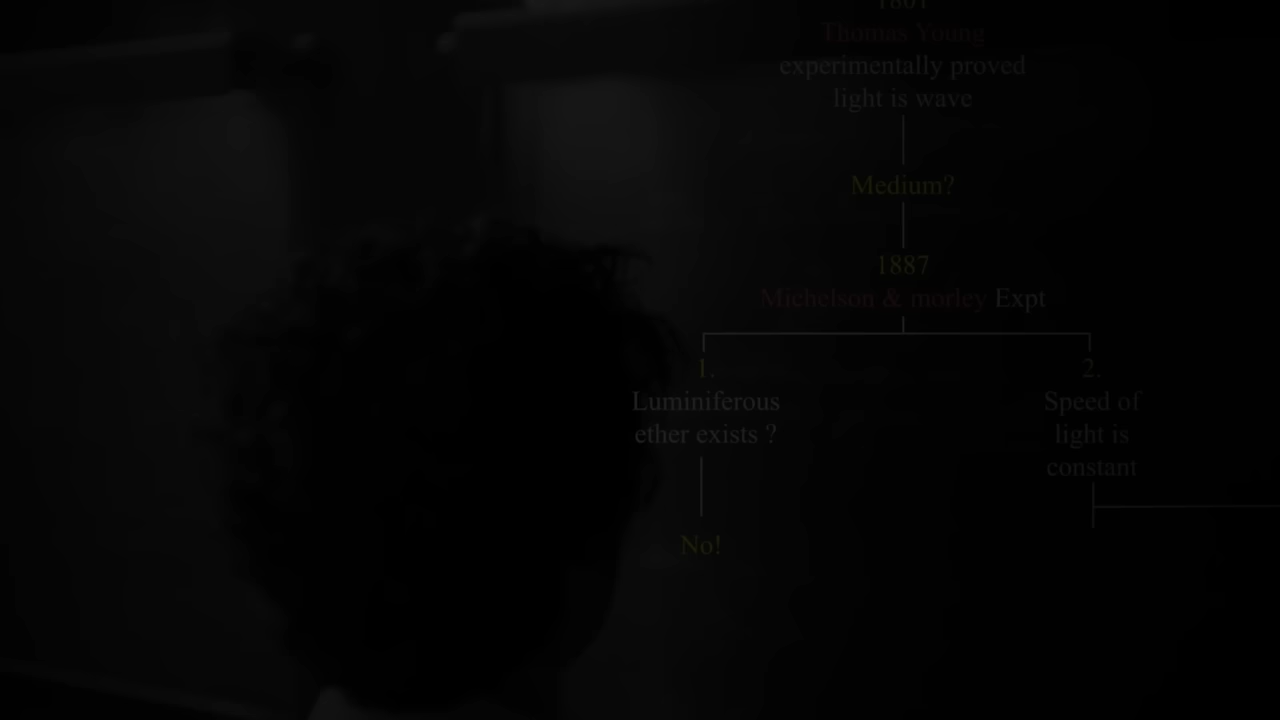 1801
Thomas Young
experimentally proved
light is wave
Medium?
1887
Michelson & morley Expt
1.
Luminiferous
ether exists ?
No!
2.
Speed of
light is
constant